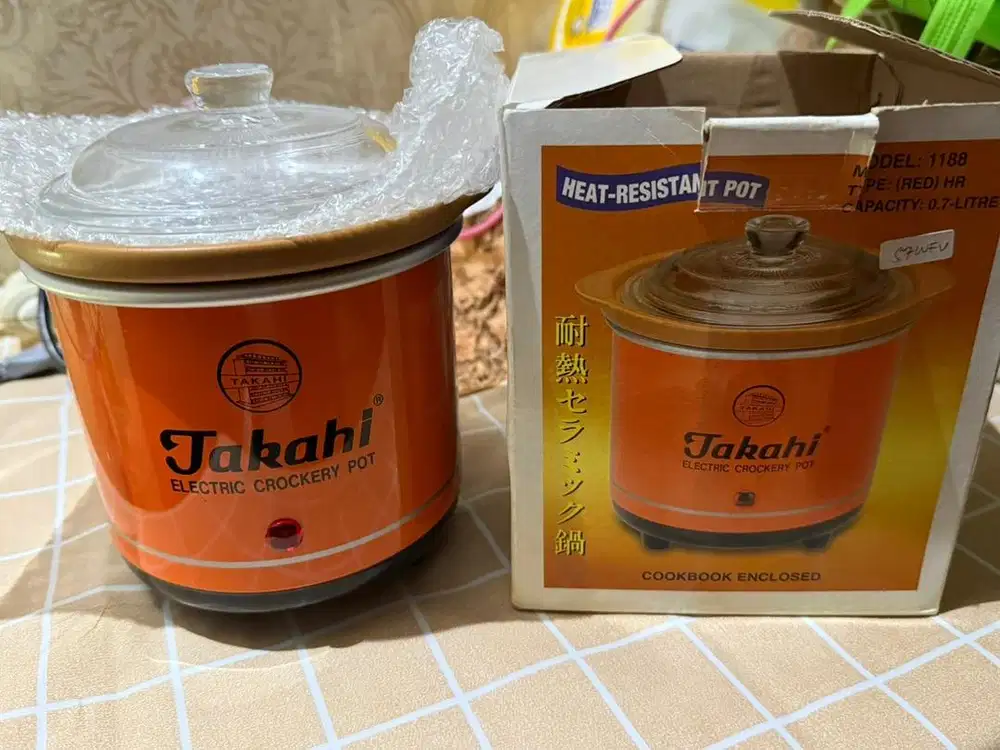 TAKAHI
Takahi®
ELECTRIC CROCKERY POT
HEAT-RESISTANT POT
MODEL: 1188
TYPE: (RED) HR
CAPACITY: 0.7-LITRE
耐熱セラミック鍋
TAKAHI
Takahi
ELECTRIC CROCKERY POT
COOKBOOK ENCLOSED